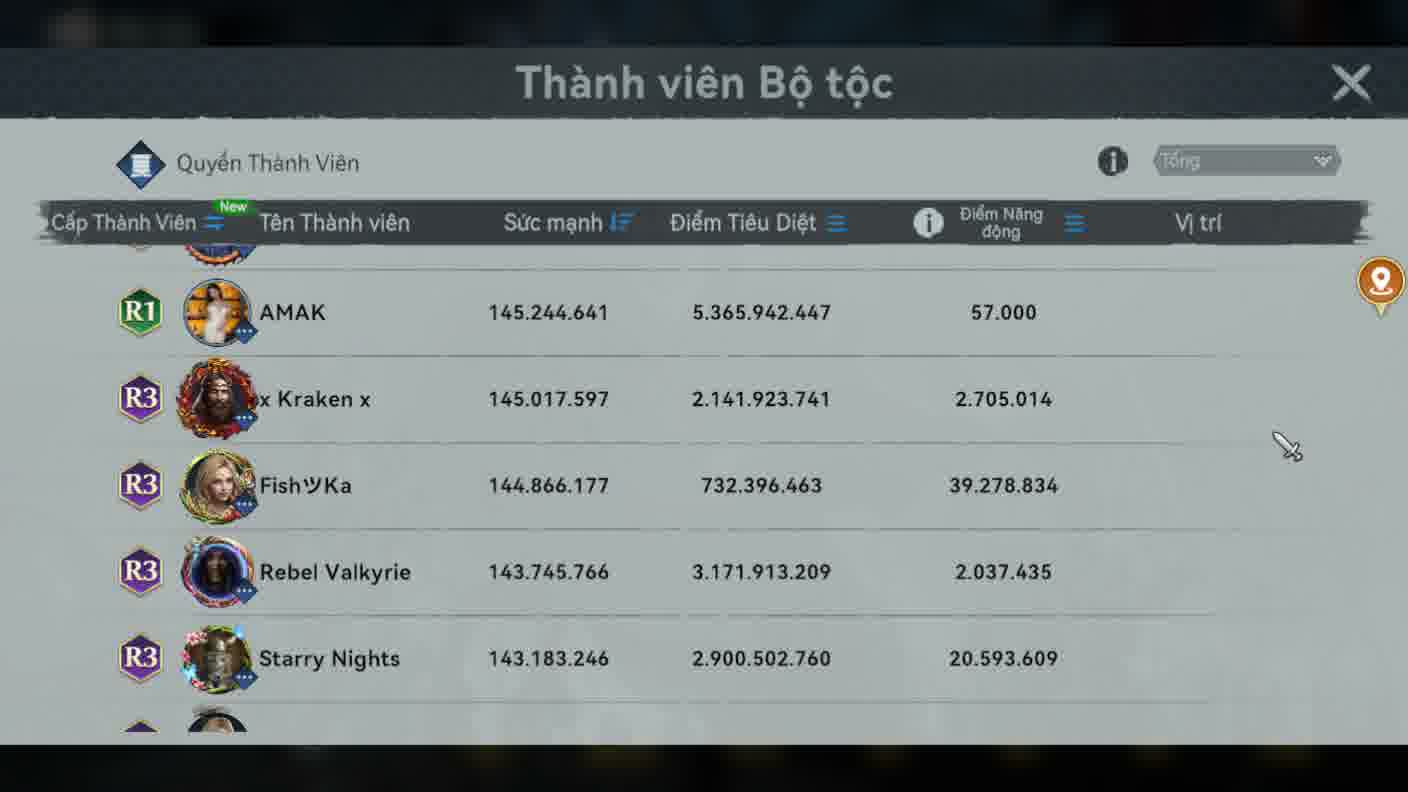 Thành viên Bộ tộc
Quyển Thành Viên
Tổng
New
Cấp Thành Viên Tên Thành viên Sức mạnh Điểm Tiêu Diệt Điểm Năng động Vị trí
R1 AMAK 145.244.641 5.365.942.447 57.000
R3 x Kraken x 145.017.597 2.141.923.741 2.705.014
R3 FishツKa 144.866.177 732.396.463 39.278.834
R3 Rebel Valkyrie 143.745.766 3.171.913.209 2.037.435
R3 Starry Nights 143.183.246 2.900.502.760 20.593.609